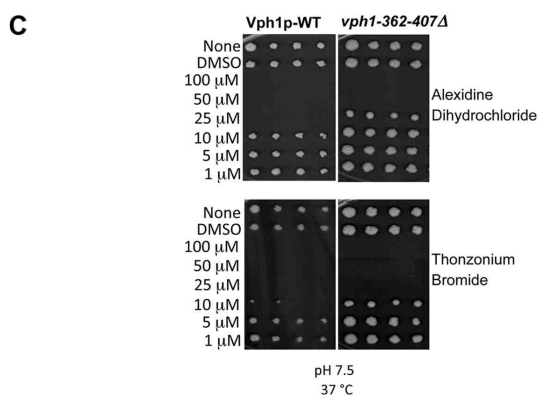 C
Vph1p-WT vph1-362-407Δ
None
DMSO
100 μM
50 μM
25 μM
10 μM
5 μM
1 μM
Alexidine
Dihydrochloride
None
DMSO
100 μM
50 μM
25 μM
10 μM
5 μM
1 μM
Thonzonium
Bromide
pH 7.5
37 °C